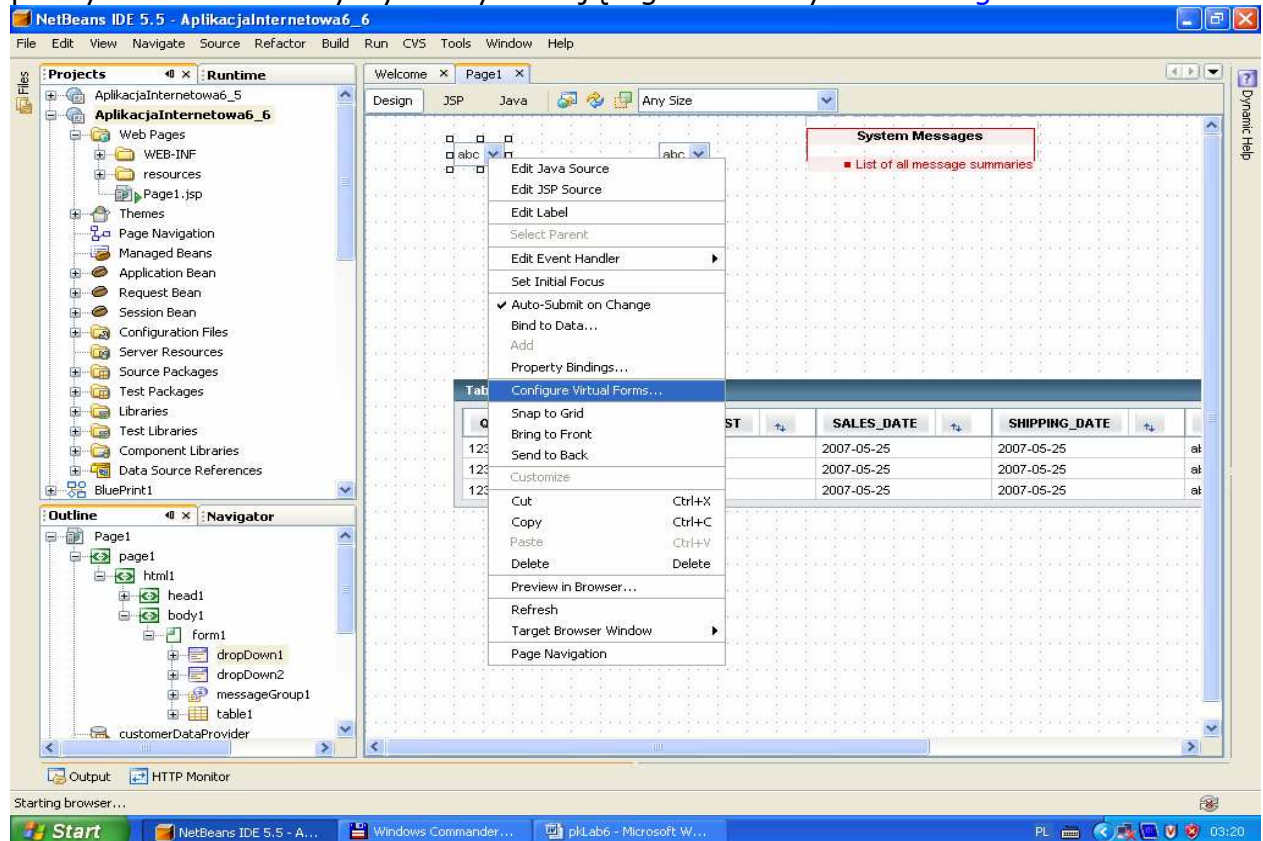 NetBeans IDE 5.5 - AplikacjaInternetowa6_6
File Edit View Navigate Source Refactor Build Run CVS Tools Window Help
Files
Projects
Runtime
AplikacjaInternetowa6_5
AplikacjaInternetowa6_6
Web Pages
WEB-INF
resources
Page1.jsp
Themes
Page Navigation
Managed Beans
Application Bean
Request Bean
Session Bean
Configuration Files
Server Resources
Source Packages
Test Packages
Libraries
Test Libraries
Component Libraries
Data Source References
BluePrint1
Outline
Navigator
Page1
page1
html1
head1
body1
form1
dropDown1
dropDown2
messageGroup1
table1
customerDataProvider
Welcome
Page1
Design JSP Java Any Size
abc
abc
System Messages
List of all message summaries
Edit Java Source
Edit JSP Source
Edit Label
Select Parent
Edit Event Handler
Set Initial Focus
Auto-Submit on Change
Bind to Data...
Add
Property Bindings...
Configure Virtual Forms...
Snap to Grid
Bring to Front
Send to Back
Customize
Cut Ctrl+X
Copy Ctrl+C
Paste Ctrl+V
Delete Delete
Preview in Browser...
Refresh
Target Browser Window
Page Navigation
SALES_DATE SHIPPING_DATE
123 2007-05-25 2007-05-25
123 2007-05-25 2007-05-25
123 2007-05-25 2007-05-25
Dynamic Help
Output HTTP Monitor
Starting browser...
Start NetBeans IDE 5.5 - A... Windows Commander... pkLab6 - Microsoft W... PL 03:20